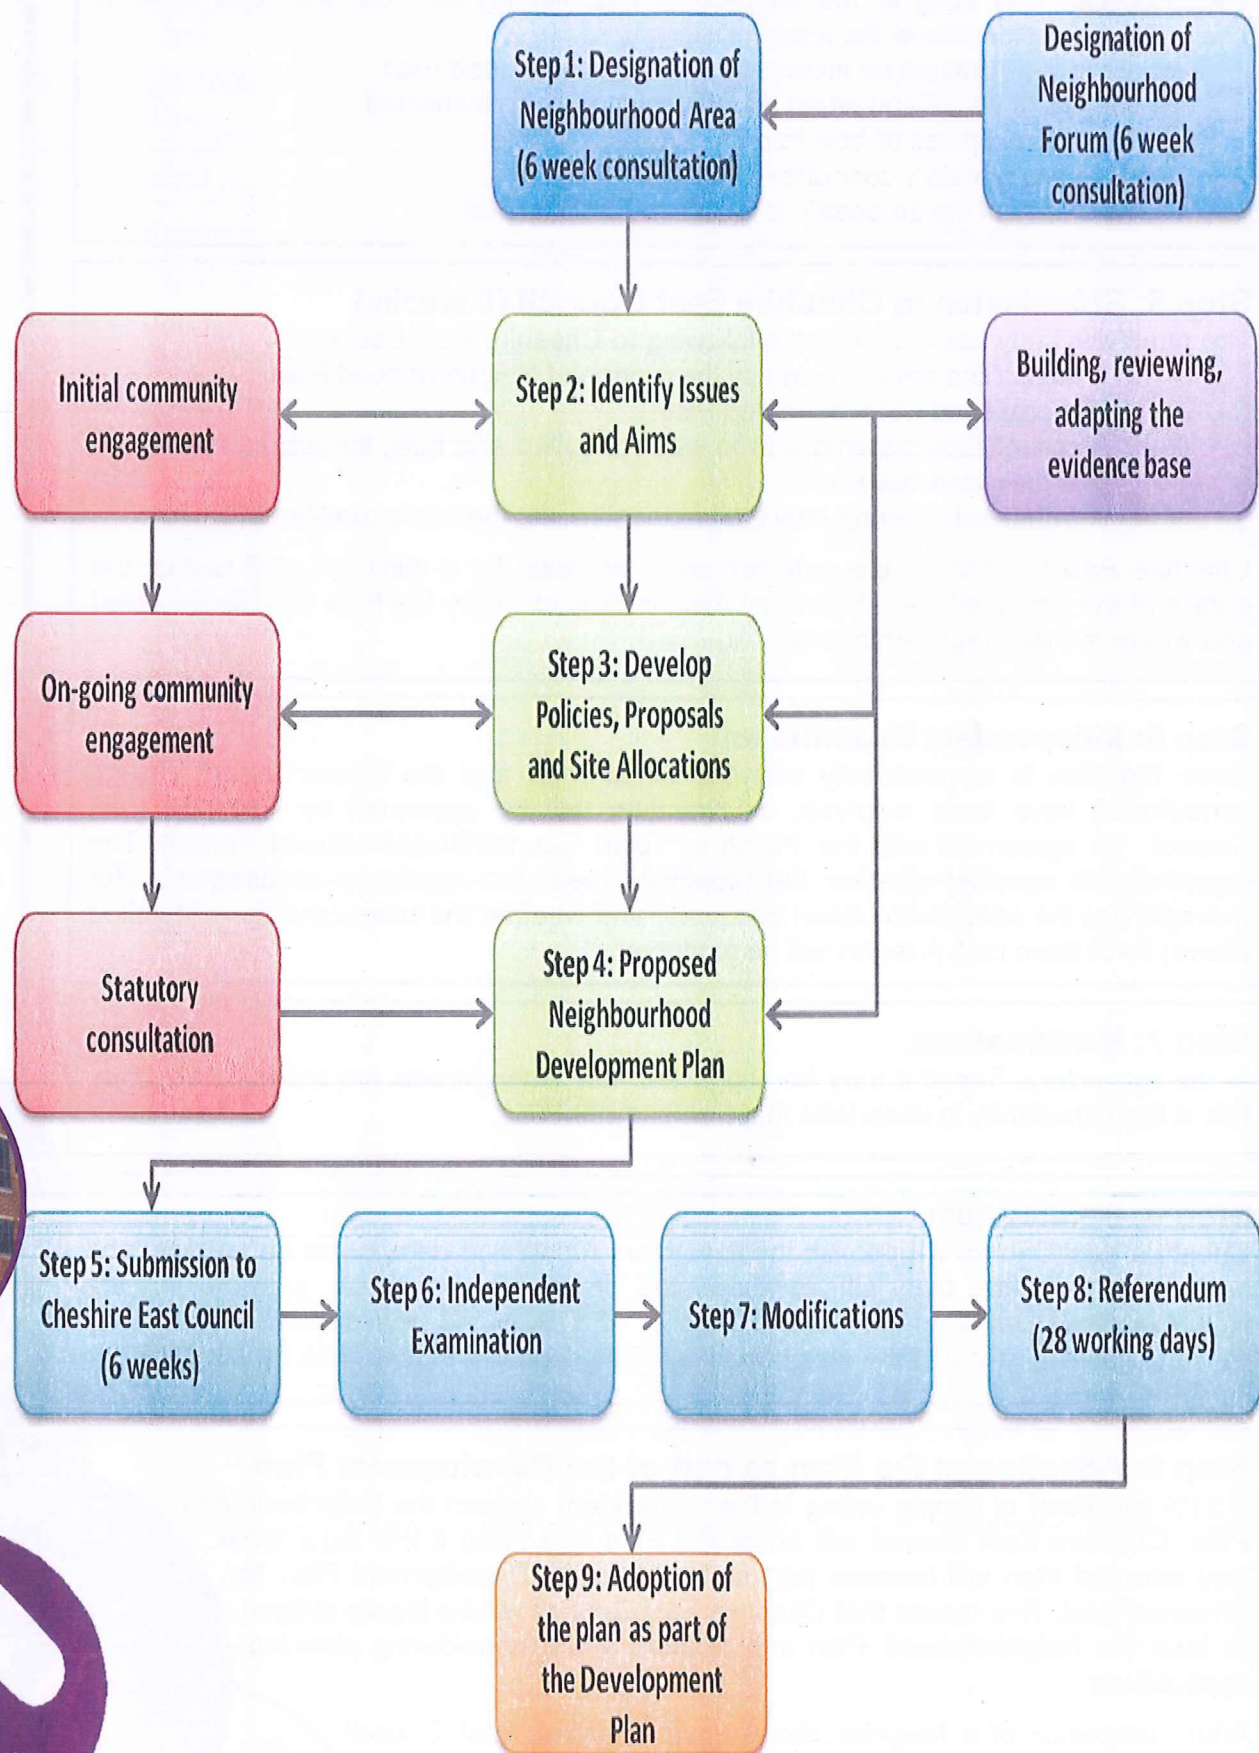 Step 1: Designation of
Neighbourhood Area
(6 week consultation)
Designation of
Neighbourhood
Forum (6 week
consultation)
Initial community
engagement
Step 2: Identify Issues
and Aims
Building, reviewing,
adapting the
evidence base
On-going community
engagement
Step 3: Develop
Policies, Proposals
and Site Allocations
Statutory
consultation
Step 4: Proposed
Neighbourhood
Development Plan
Step 5: Submission to
Cheshire East Council
(6 weeks)
Step 6: Independent
Examination
Step 7: Modifications
Step 8: Referendum
(28 working days)
Step 9: Adoption of
the plan as part of
the Development
Plan